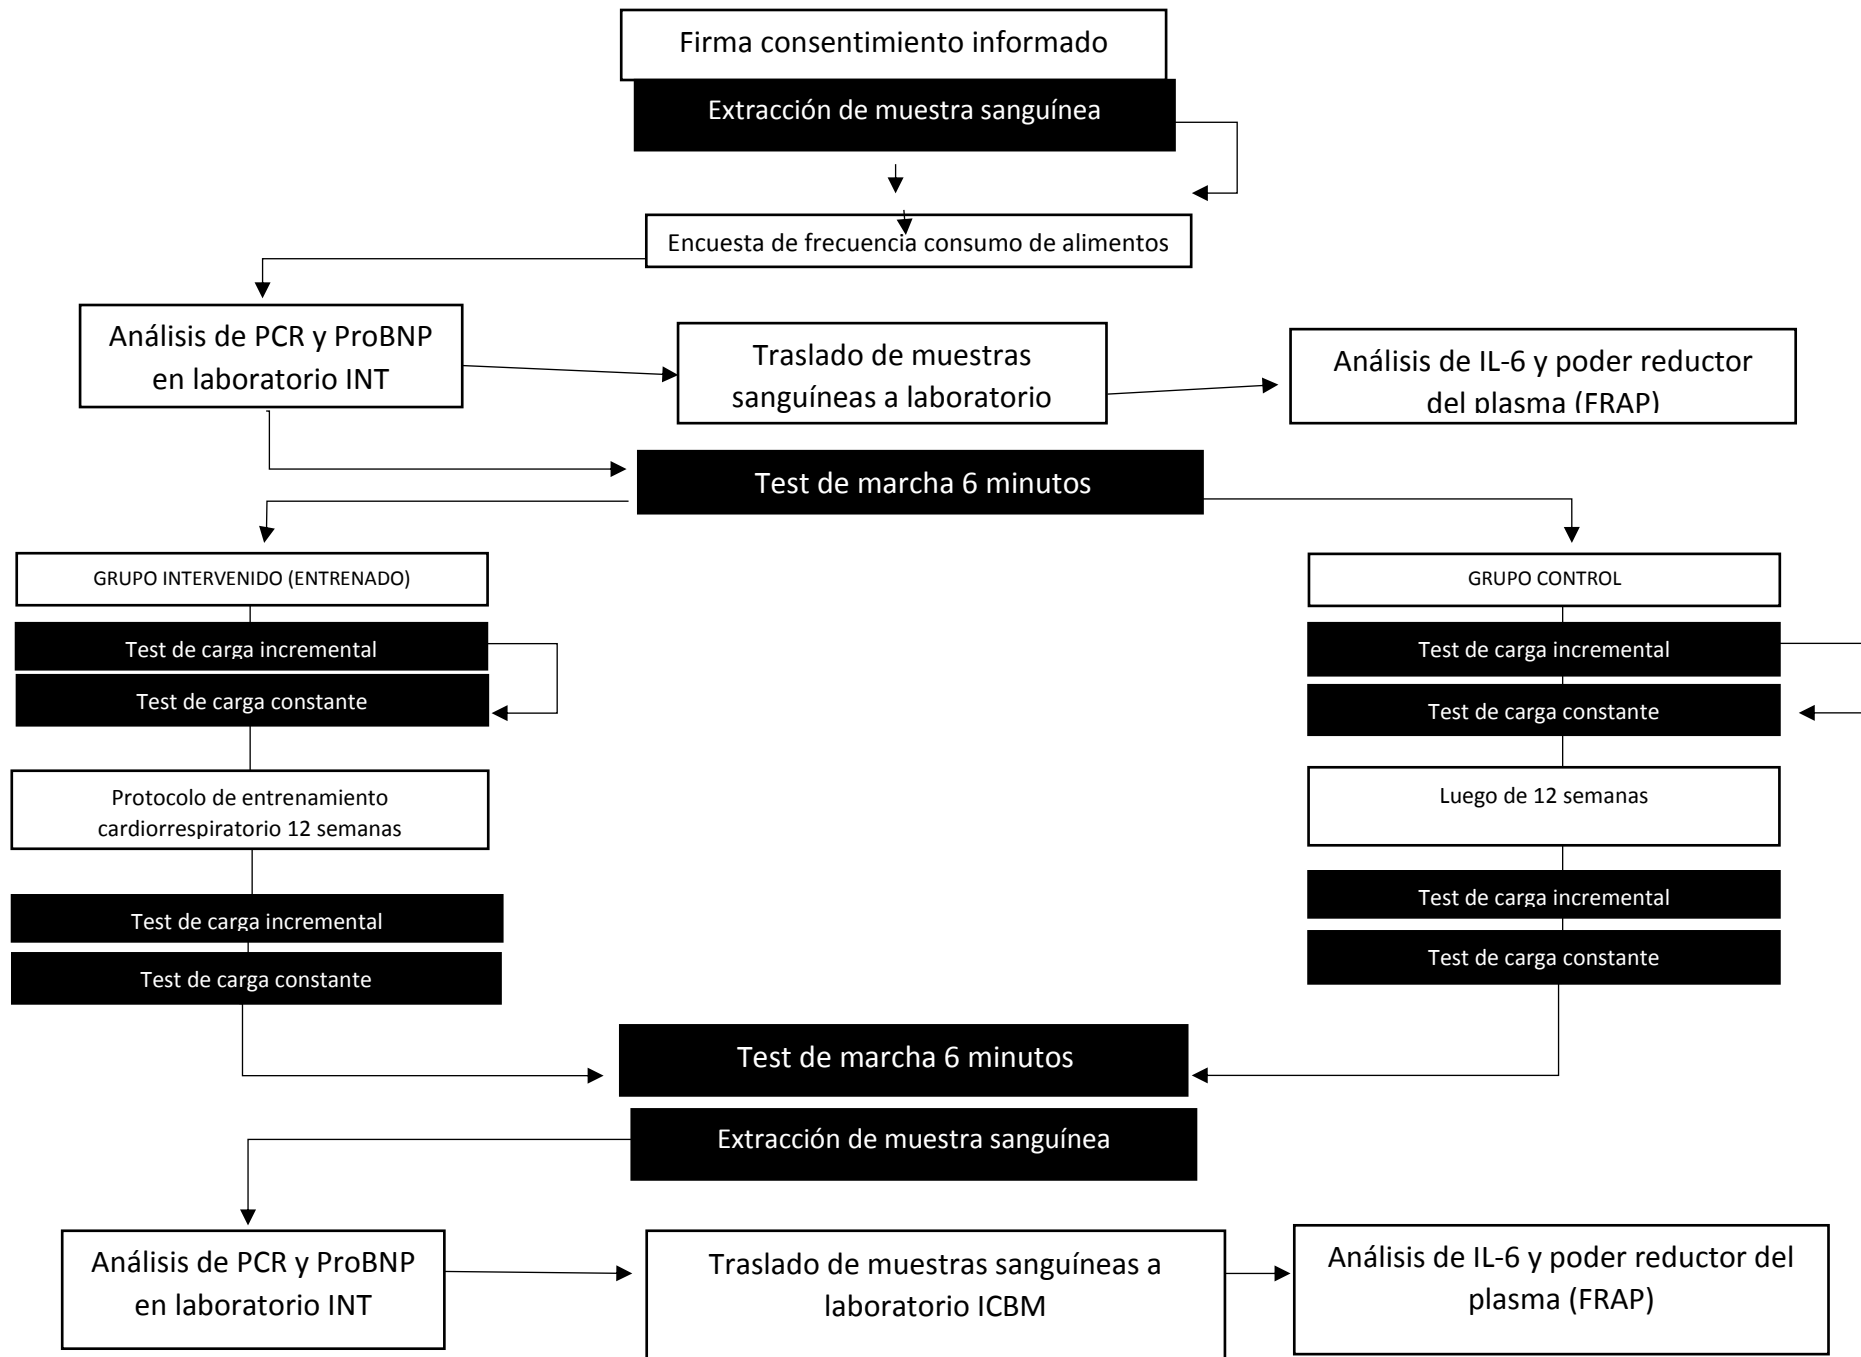 Firma consentimiento informado
Extracción de muestra sanguínea
Encuesta de frecuencia consumo de alimentos
Análisis de PCR y ProBNP
en laboratorio INT
Traslado de muestras
sanguíneas a laboratorio
Análisis de IL-6 y poder reductor
del plasma (FRAP)
Test de marcha 6 minutos
GRUPO INTERVENIDO (ENTRENADO)
Test de carga incremental
Test de carga constante
Protocolo de entrenamiento
cardiorrespiratorio 12 semanas
Test de carga incremental
Test de carga constante
GRUPO CONTROL
Test de carga incremental
Test de carga constante
Luego de 12 semanas
Test de carga incremental
Test de carga constante
Test de marcha 6 minutos
Extracción de muestra sanguínea
Análisis de PCR y ProBNP
en laboratorio INT
Traslado de muestras sanguíneas a
laboratorio ICBM
Análisis de IL-6 y poder reductor del
plasma (FRAP)